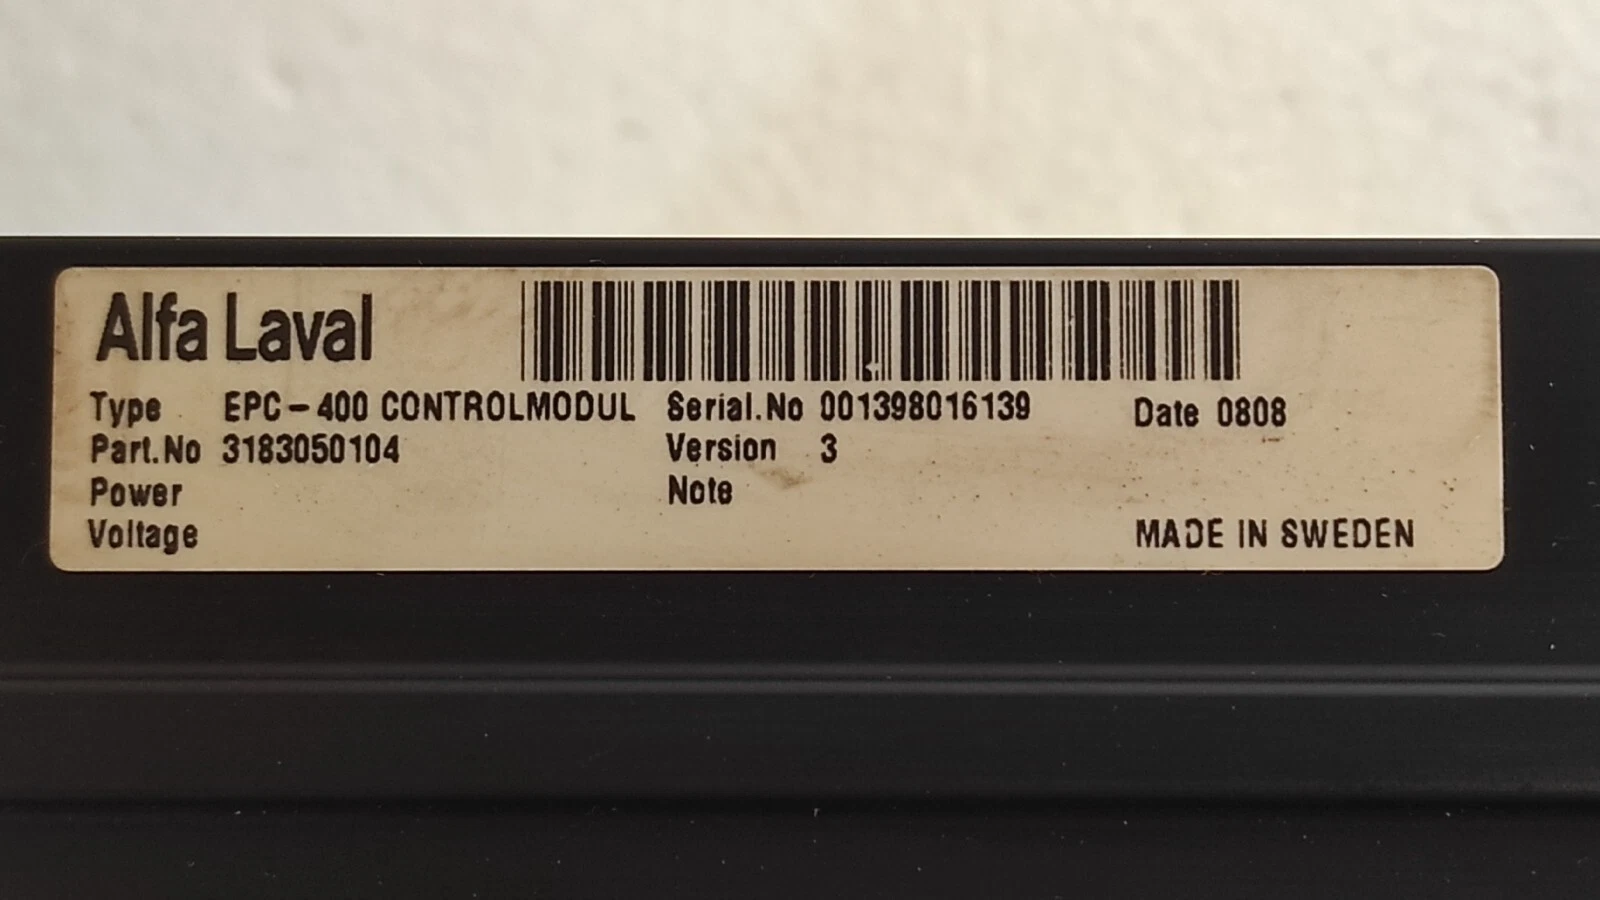 Alfa Laval
Type EPC-400 CONTROLMODUL Serial.No 001398016139 Date 0808
Part.No 3183050104 Version 3
Power Note
Voltage MADE IN SWEDEN